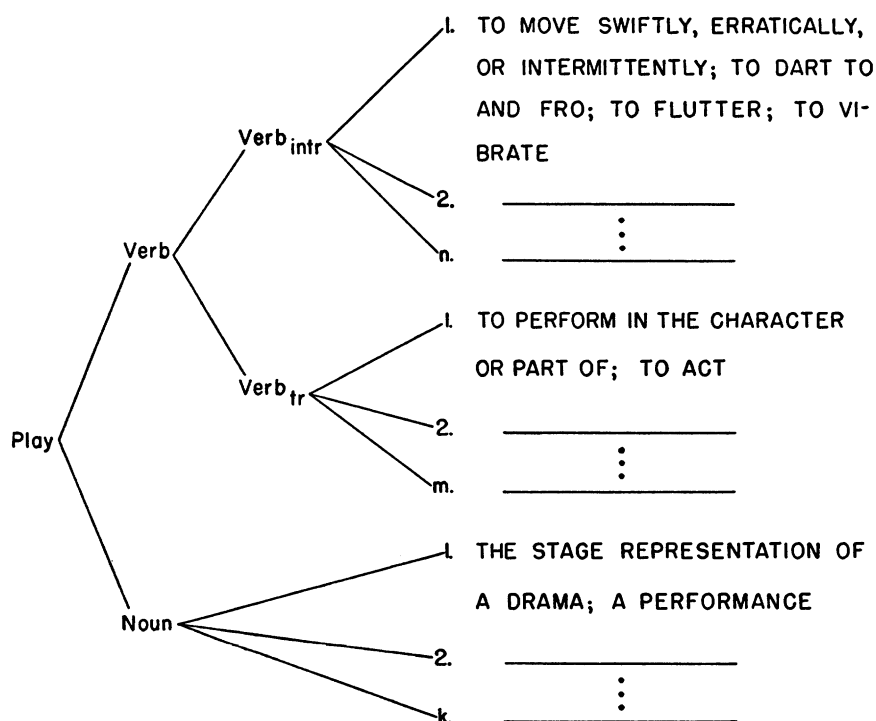 1. TO MOVE SWIFTLY, ERRATICALLY,
OR INTERMITTENTLY; TO DART TO
AND FRO; TO FLUTTER; TO VI-
BRATE
Verb intr
2.
n.
Verb
1. TO PERFORM IN THE CHARACTER
OR PART OF; TO ACT
Verb tr
2.
Play
m.
1. THE STAGE REPRESENTATION OF
A DRAMA; A PERFORMANCE
Noun
2.
k.